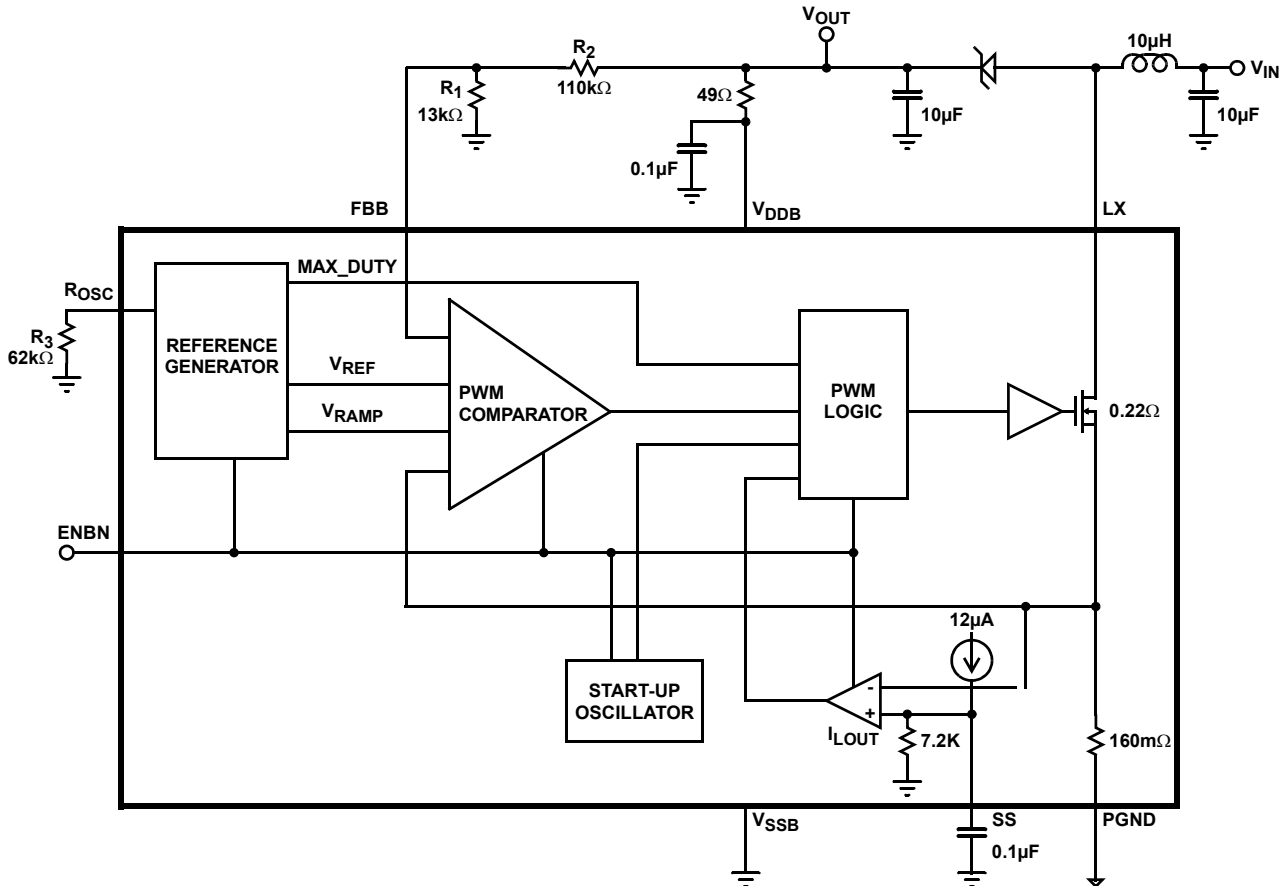 VOUT
R2
110kΩ
10µH
VIN
R1
13kΩ
49Ω
10µF
10µF
0.1µF
FBB
VDDB
LX
MAX_DUTY
ROSC
R3
62kΩ
REFERENCE
GENERATOR
VREF
VRAMP
PWM
COMPARATOR
PWM
LOGIC
0.22Ω
ENBN
START-UP
OSCILLATOR
12µA
-
+
ILOUT
7.2K
160mΩ
VSSB
SS
PGND
0.1µF